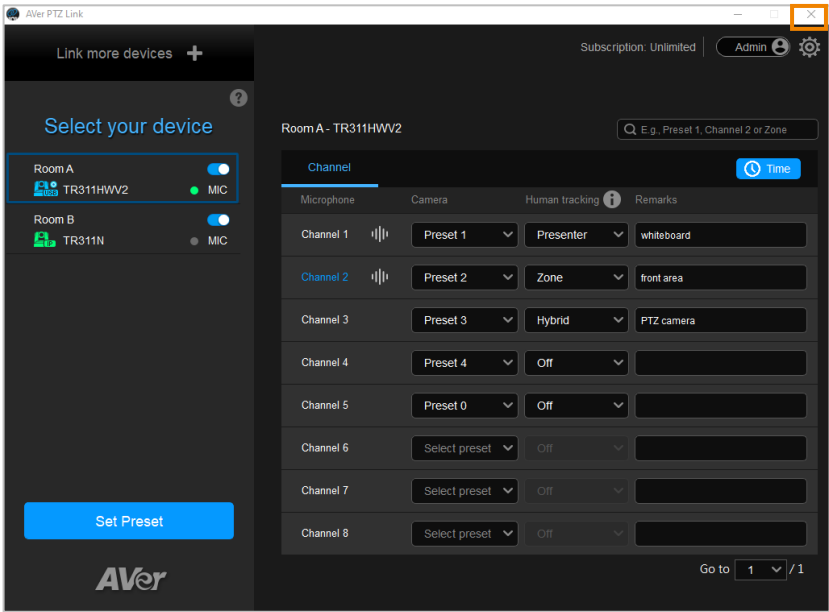 AVer PTZ Link
Link more devices
Subscription: Unlimited
Admin
?
Select your device
Room A
USB TR311HWV2 MIC
Room B
P TR311N MIC
Set Preset
AVer
Room A - TR311HWV2
E.g., Preset 1, Channel 2 or Zone
Channel
Time
Microphone Camera Human tracking i Remarks
Channel 1 Preset 1 Presenter whiteboard
Channel 2 Preset 2 Zone front area
Channel 3 Preset 3 Hybrid PTZ camera
Channel 4 Preset 4 Off
Channel 5 Preset 0 Off
Channel 6 Select preset Off
Channel 7 Select preset Off
Channel 8 Select preset Off
Go to 1 / 1